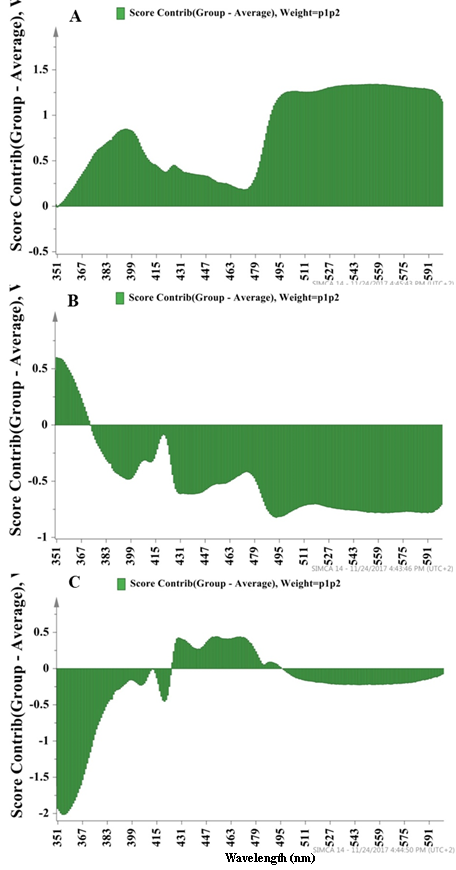 A
Score Contrib(Group - Average), Weight=p1p2
Score Contrib(Group - Average),
1.5
1
0.5
0
-0.5
351 367 383 399 415 431 447 463 479 495 511 527 543 559 575 591
SIMCA 14 - 11/24/2017 4:45:43 PM (UTC+2)
B
Score Contrib(Group - Average), Weight=p1p2
Score Contrib(Group - Average),
0.5
0
-0.5
-1
351 367 383 399 415 431 447 463 479 495 511 527 543 559 575 591
SIMCA 14 - 11/24/2017 4:43:46 PM (UTC+2)
C
Score Contrib(Group - Average), Weight=p1p2
Score Contrib(Group - Average),
0.5
0
-0.5
-1
-1.5
-2
351 367 383 399 415 431 447 463 479 495 511 527 543 559 575 591
SIMCA 14 - 11/24/2017 4:44:50 PM (UTC+2)
Wavelength (nm)